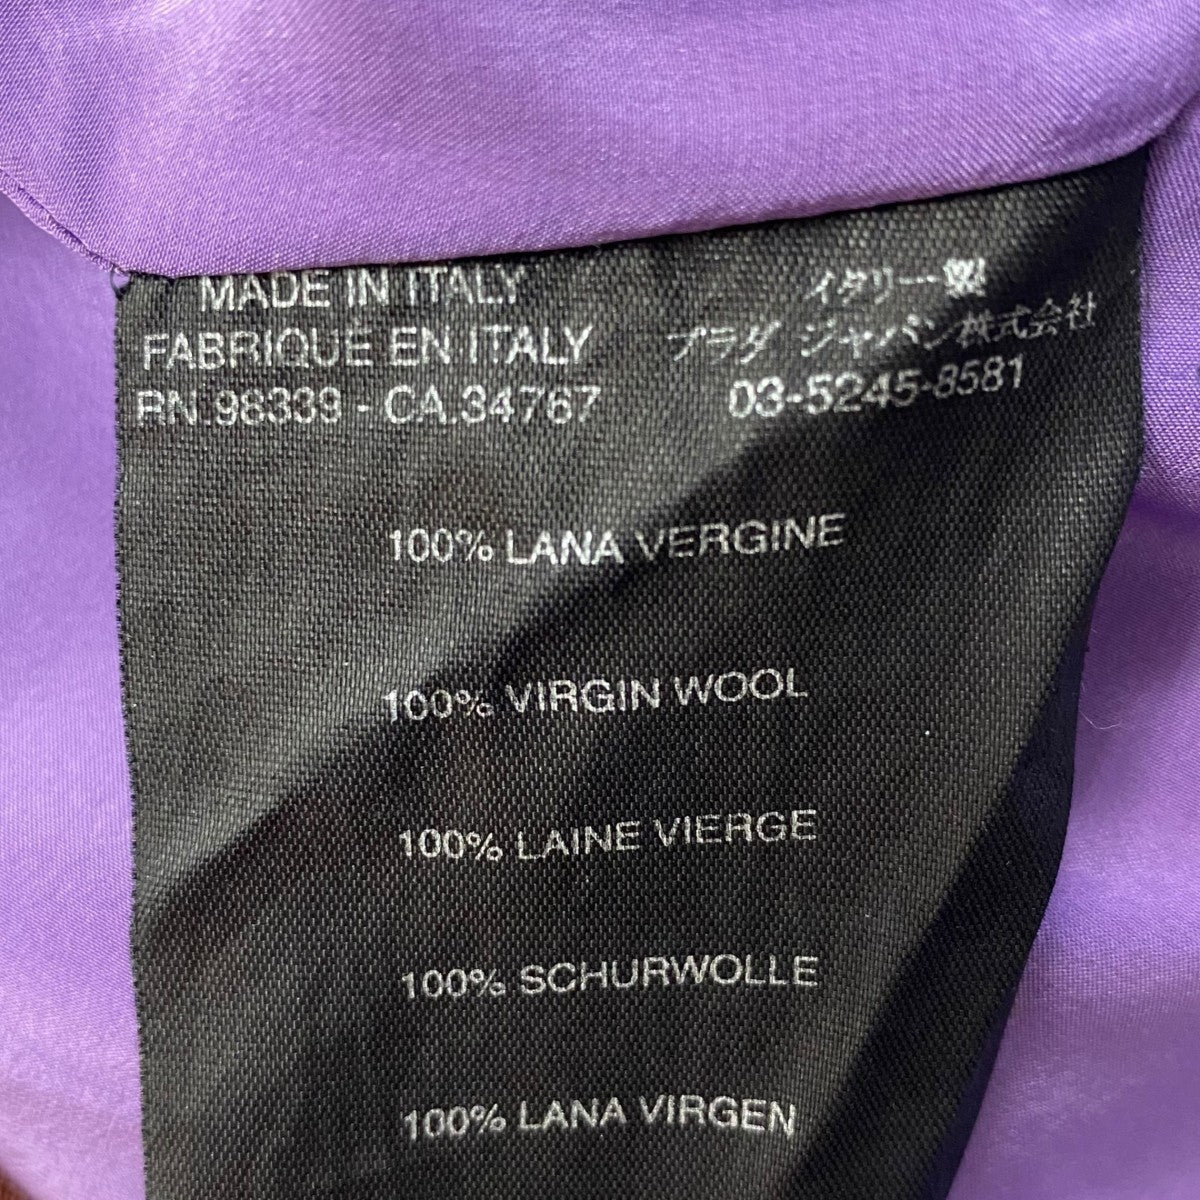 MADE IN ITALY
FABRIQUÉ EN ITALY
RN.98339 - CA.34767
イタリー製
プラダ ジャパン株式会社
03-5245-8581
100% LANA VERGINE
100% VIRGIN WOOL
100% LAINE VIERGE
100% SCHURWOLLE
100% LANA VIRGEN